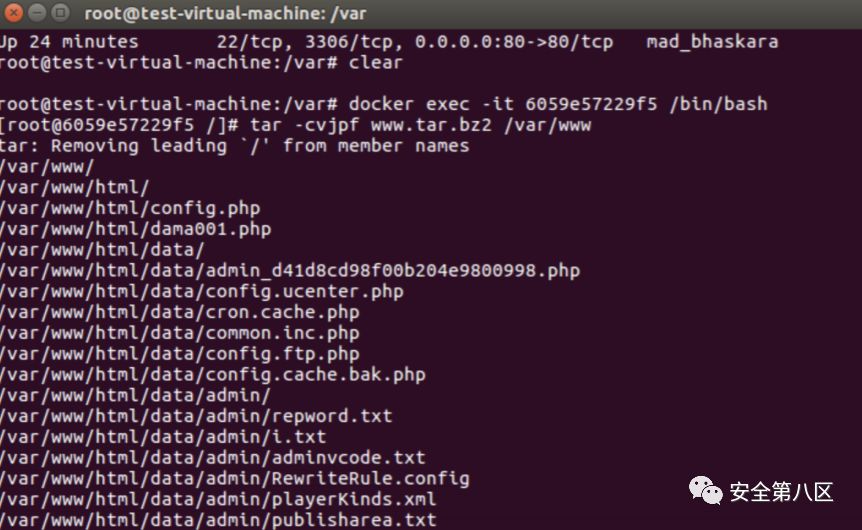 root@test-virtual-machine: /var
Up 24 minutes 22/tcp, 3306/tcp, 0.0.0.0:80->80/tcp mad_bhaskara
root@test-virtual-machine:/var# clear
root@test-virtual-machine:/var# docker exec -it 6059e57229f5 /bin/bash
[root@6059e57229f5 /]# tar -cvjpf www.tar.bz2 /var/www
tar: Removing leading `/' from member names
/var/www/
/var/www/html/
/var/www/html/config.php
/var/www/html/dama001.php
/var/www/html/data/
/var/www/html/data/admin_d41d8cd98f00b204e9800998.php
/var/www/html/data/config.ucenter.php
/var/www/html/data/cron.cache.php
/var/www/html/data/common.inc.php
/var/www/html/data/config.ftp.php
/var/www/html/data/config.cache.bak.php
/var/www/html/data/admin/
/var/www/html/data/admin/repword.txt
/var/www/html/data/admin/i.txt
/var/www/html/data/admin/adminvcode.txt
/var/www/html/data/admin/RewriteRule.config
/var/www/html/data/admin/playerKinds.xml
/var/www/html/data/admin/publisharea.txt
安全第八区